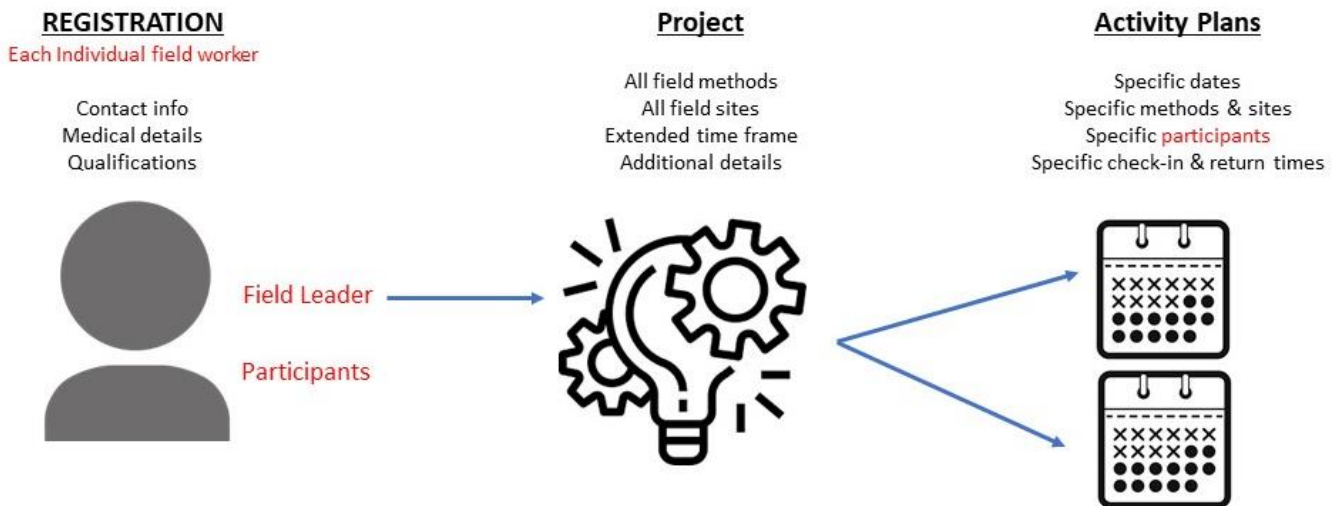 REGISTRATION
Each Individual field worker
Contact info
Medical details
Qualifications
Field Leader
Participants
Project
All field methods
All field sites
Extended time frame
Additional details
Activity Plans
Specific dates
Specific methods & sites
Specific participants
Specific check-in & return times